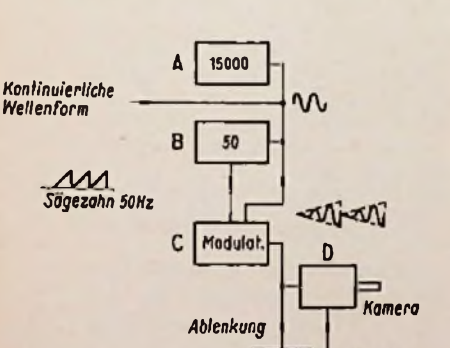 A 15000
Kontinuierliche
Wellenform
B 50
Sägezahn 50Hz
C Modulat.
D
Kamera
Ablenkung